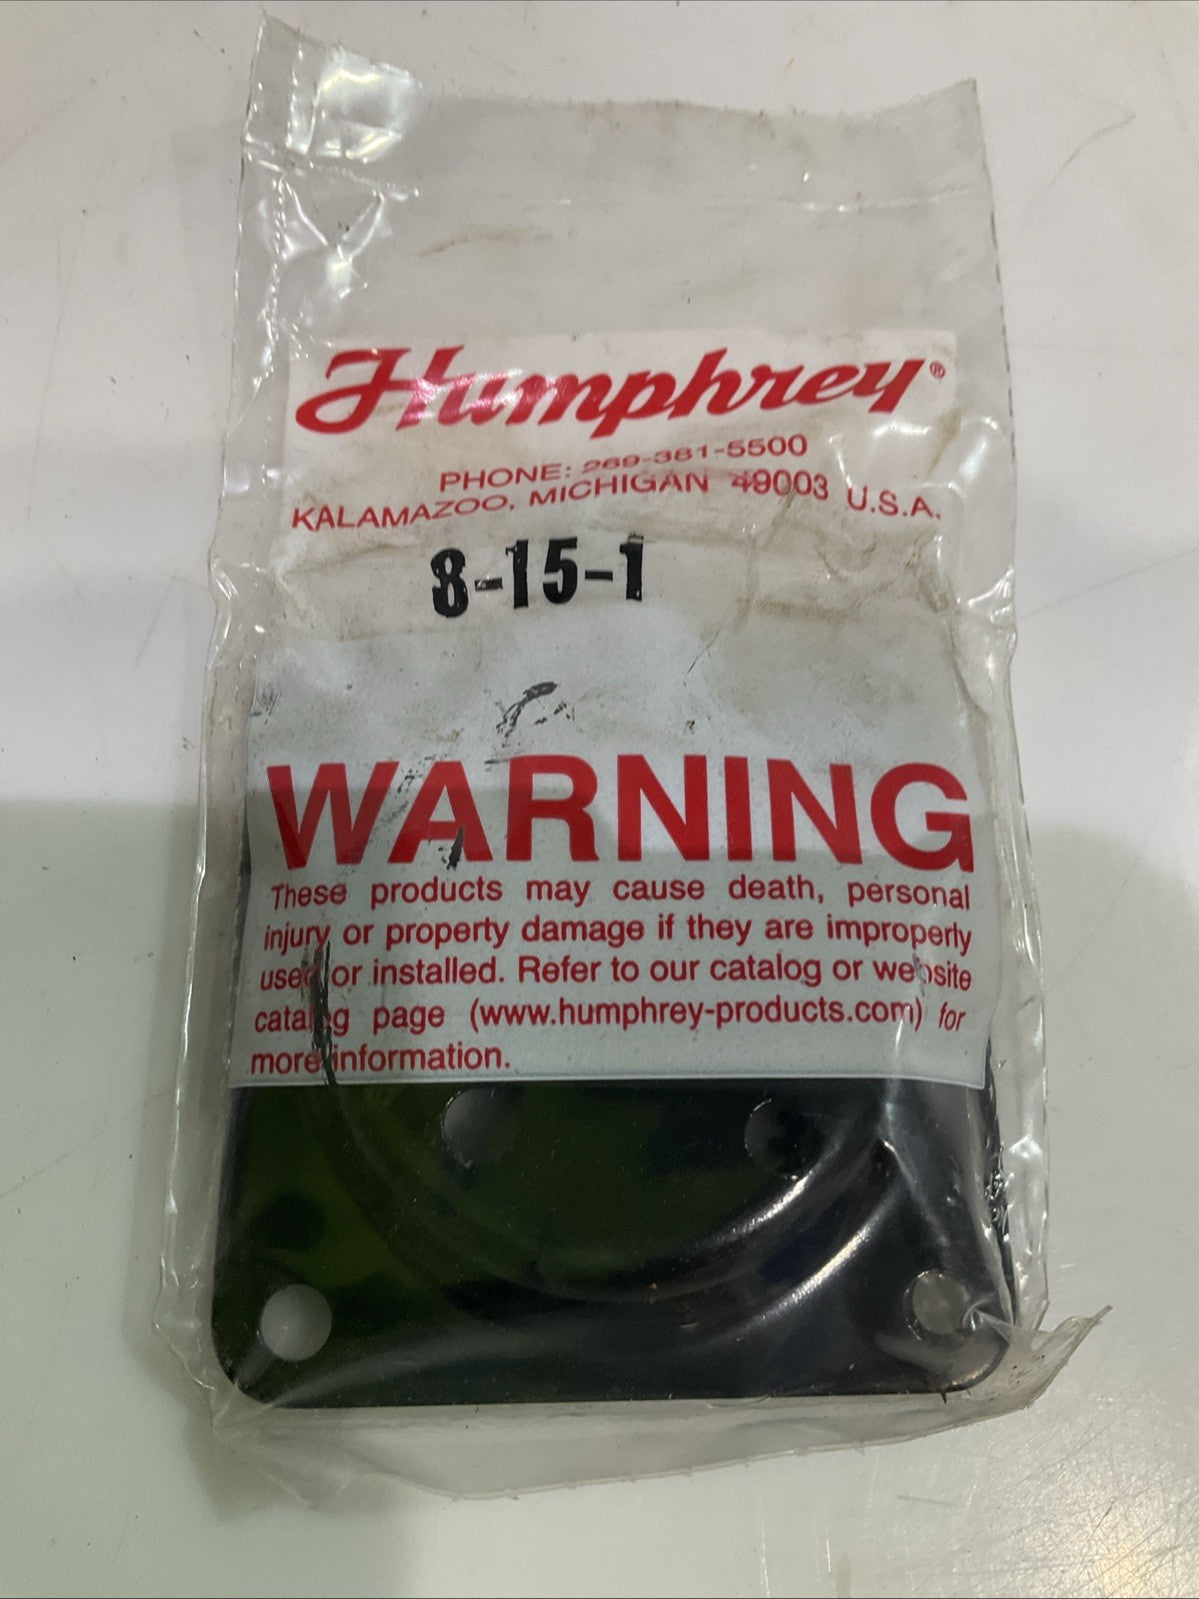 Humphrey®
PHONE: 269-381-5500
KALAMAZOO, MICHIGAN 49003 U.S.A.
8-15-1
WARNING
These products may cause death, personal
injury or property damage if they are improperly
used or installed. Refer to our catalog or website
catalog page (www.humphrey-products.com) for
more information.